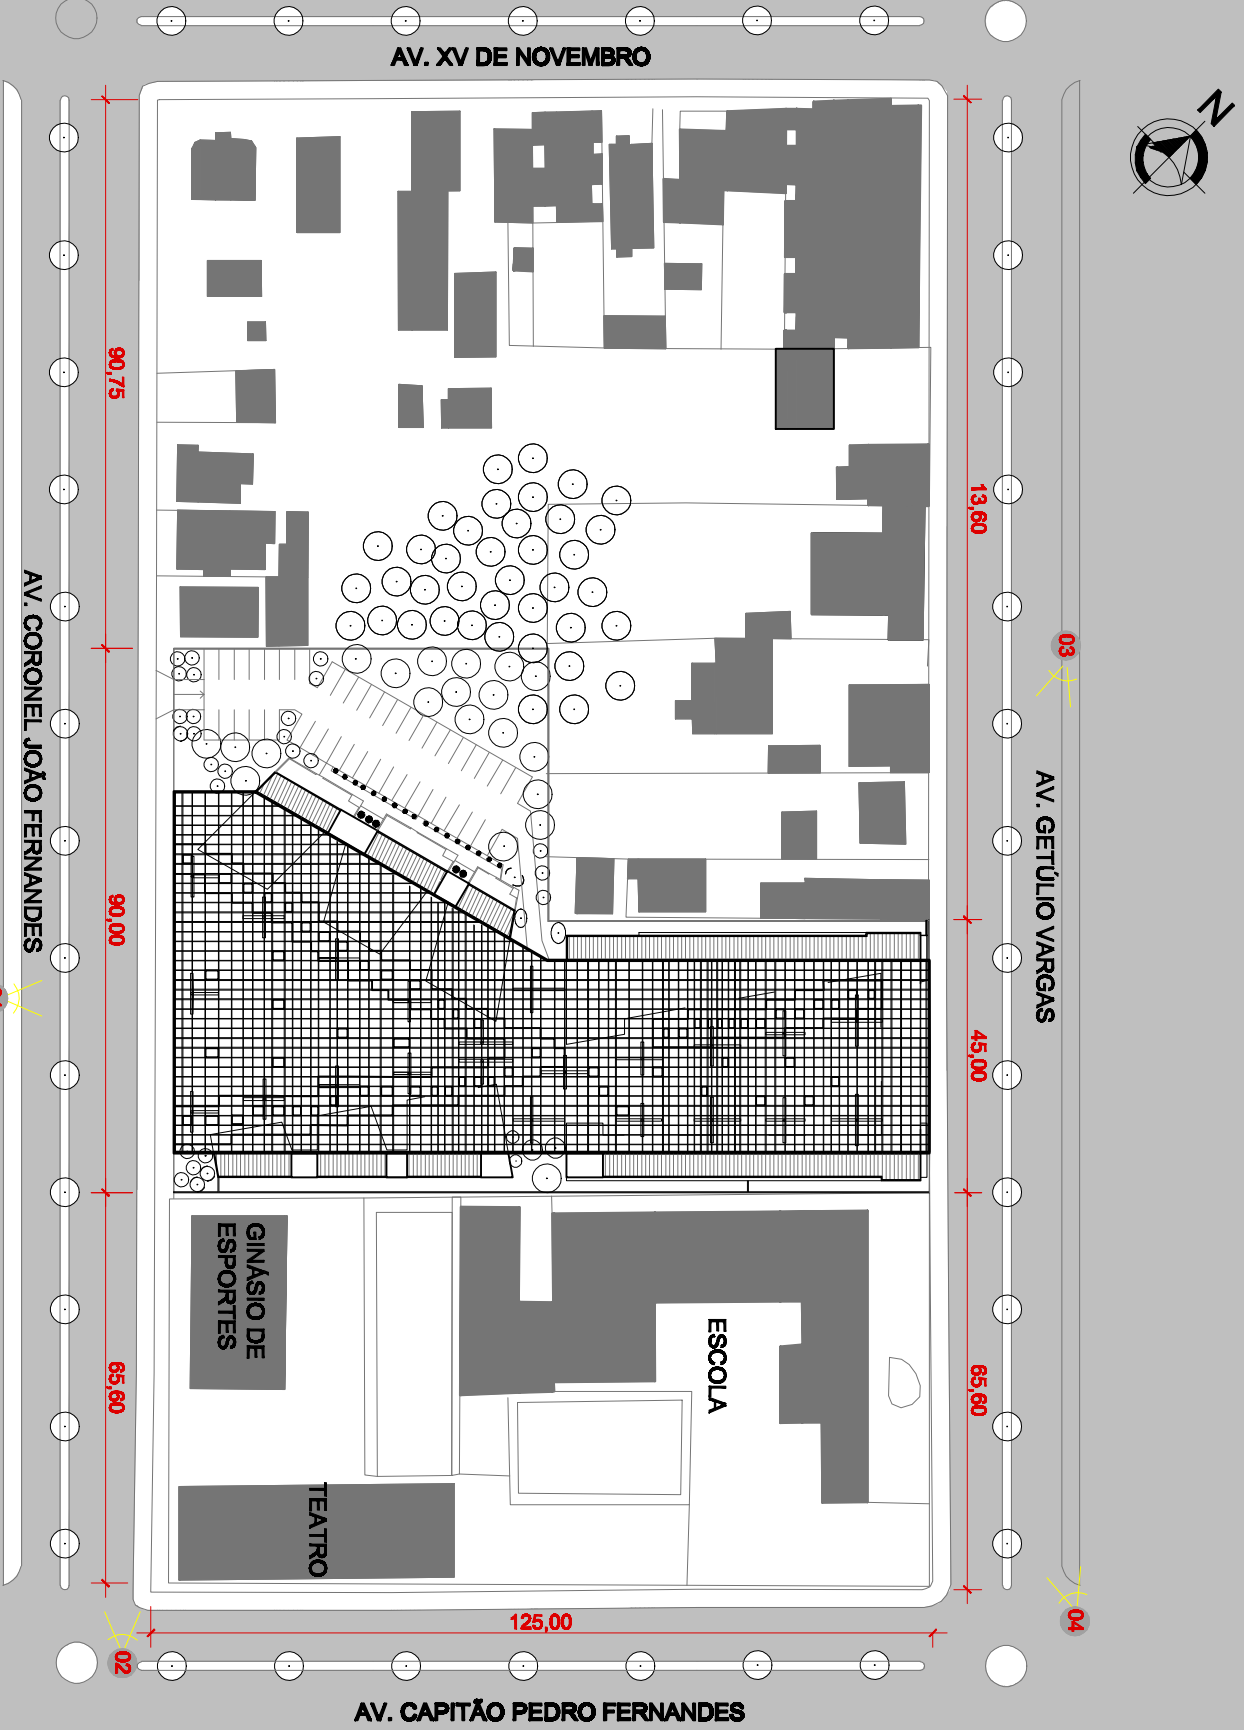 AV. XV DE NOVEMBRO
N
90,75
13,60
03
AV. CORONEL JOÃO FERNANDES
AV. GETÚLIO VARGAS
90,00
45,00
GINÁSIO DE
ESPORTES
ESCOLA
65,60
65,60
TEATRO
125,00
02
04
AV. CAPITÃO PEDRO FERNANDES